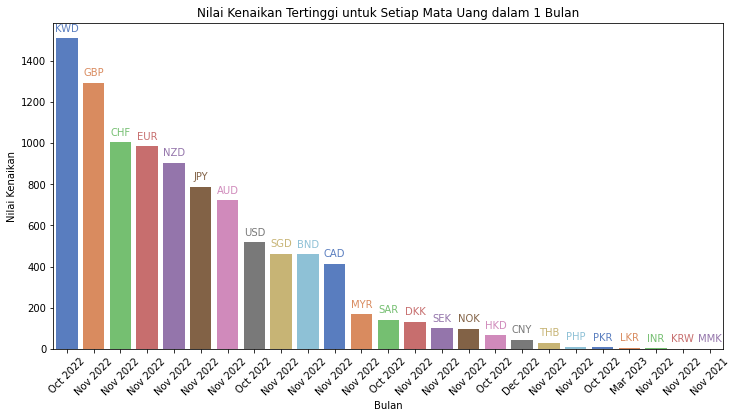 Nilai Kenaikan Tertinggi untuk Setiap Mata Uang dalam 1 Bulan
Nilai Kenaikan
1400
1200
1000
800
600
400
200
0
KWD
GBP
CHF
EUR
NZD
JPY
AUD
USD
SGD
BND
CAD
MYR
SAR
DKK
SEK
NOK
HKD
CNY
THB
PHP
PKR
LKR
INR
KRW
MMK
Oct 2022
Nov 2022
Nov 2022
Nov 2022
Nov 2022
Nov 2022
Nov 2022
Oct 2022
Nov 2022
Nov 2022
Nov 2022
Nov 2022
Oct 2022
Nov 2022
Nov 2022
Nov 2022
Oct 2022
Dec 2022
Nov 2022
Nov 2022
Oct 2022
Mar 2023
Nov 2022
Nov 2022
Nov 2021
Bulan